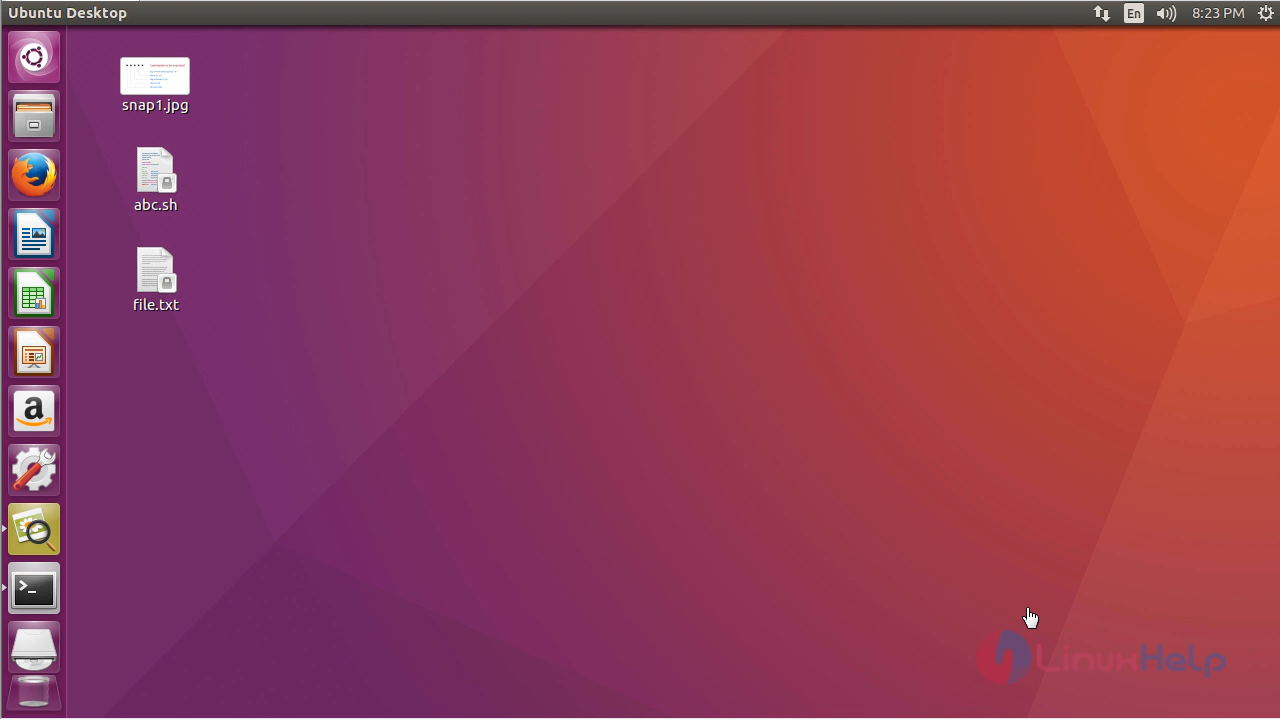 Ubuntu Desktop
En
8:23 PM
snap1.jpg
abc.sh
file.txt
a
>_
LinuxHelp